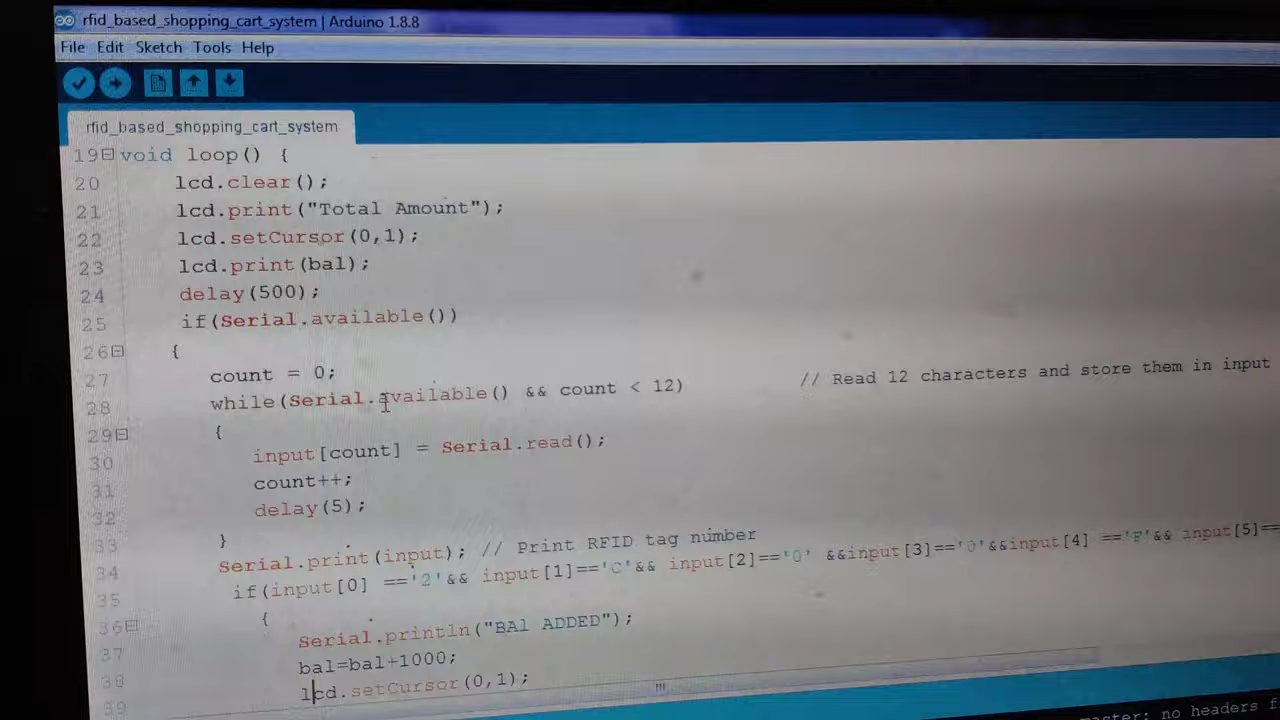 rfid_based_shopping_cart_system | Arduino 1.8.8
File Edit Sketch Tools Help
rfid_based_shopping_cart_system
19 void loop() {
20 lcd.clear();
21 lcd.print("Total Amount");
22 lcd.setCursor(0,1);
23 lcd.print(bal);
24 delay(500);
25 if(Serial.available())
26 {
27 count = 0;
28 while(Serial.available() && count < 12) // Read 12 characters and store them in input
29 {
30 input[count] = Serial.read();
31 count++;
32 delay(5);
33 }
34 Serial.print(input); // Print RFID tag number
35 if(input[0] =='2'&& input[1]=='C'&& input[2]=='0' &&input[3]=='0'&&input[4] =='F'&& input[5]==
36 {
37 Serial.println("BAl ADDED");
38 bal=bal+1000;
39 lcd.setCursor(0,1);
no headers f